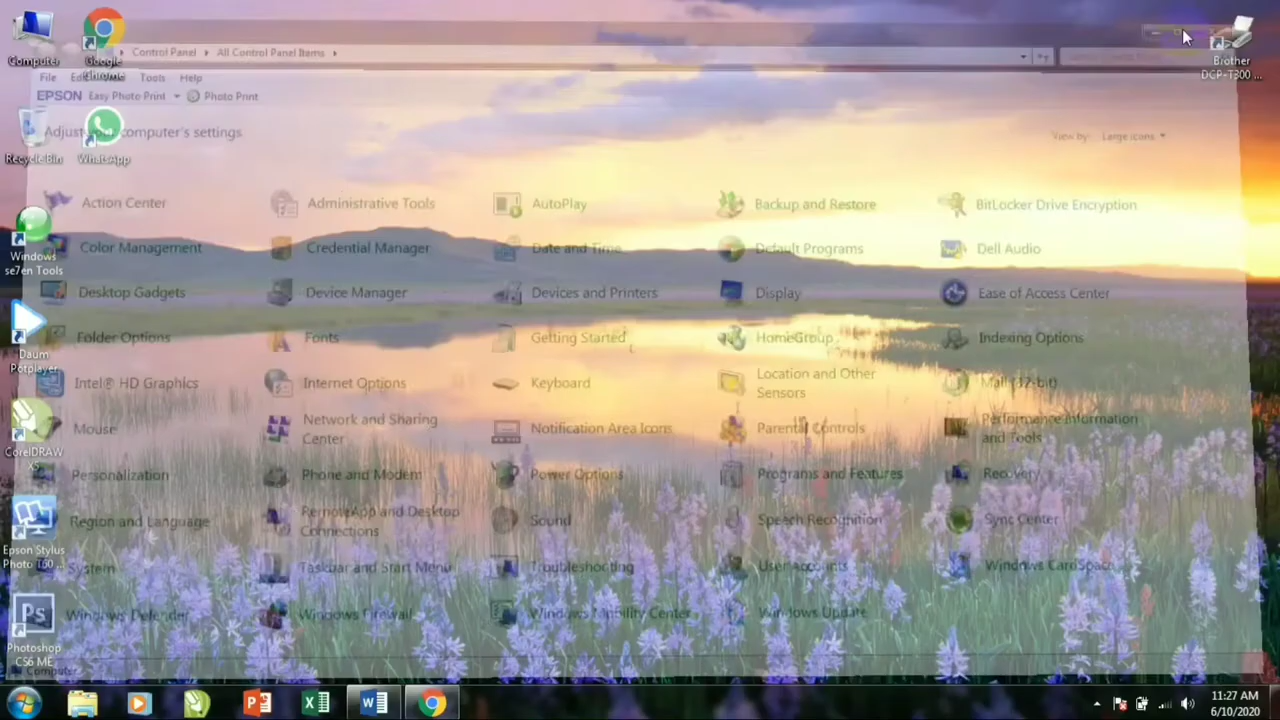 Computer
Google Chrome
Control Panel ▸ All Control Panel Items ▸
Brother DCP-T300 ...
File Tools Help
EPSON Easy Photo Print Photo Print
Adjust your computer's settings
View by: Large icons
Recycle Bin
WhatsApp
Action Center
Administrative Tools
AutoPlay
Backup and Restore
BitLocker Drive Encryption
Windows se7en Tools
Color Management
Credential Manager
Date and Time
Default Programs
Dell Audio
Desktop Gadgets
Device Manager
Devices and Printers
Display
Ease of Access Center
Daum Potplayer
Folder Options
Fonts
Getting Started
HomeGroup
Indexing Options
Intel® HD Graphics
Internet Options
Keyboard
Location and Other Sensors
Mail (32-bit)
CorelDRAW X5
Mouse
Network and Sharing Center
Notification Area Icons
Parental Controls
Performance Information and Tools
Personalization
Phone and Modem
Power Options
Programs and Features
Recovery
Epson Stylus Photo T60 ...
Region and Language
RemoteApp and Desktop Connections
Sound
Speech Recognition
Sync Center
System
Taskbar and Start Menu
Troubleshooting
User Accounts
Windows CardSpace
Ps
Photoshop CS6 ME
Windows Defender
Windows Firewall
Windows Mobility Center
Windows Update
Computer
11:27 AM
6/10/2020